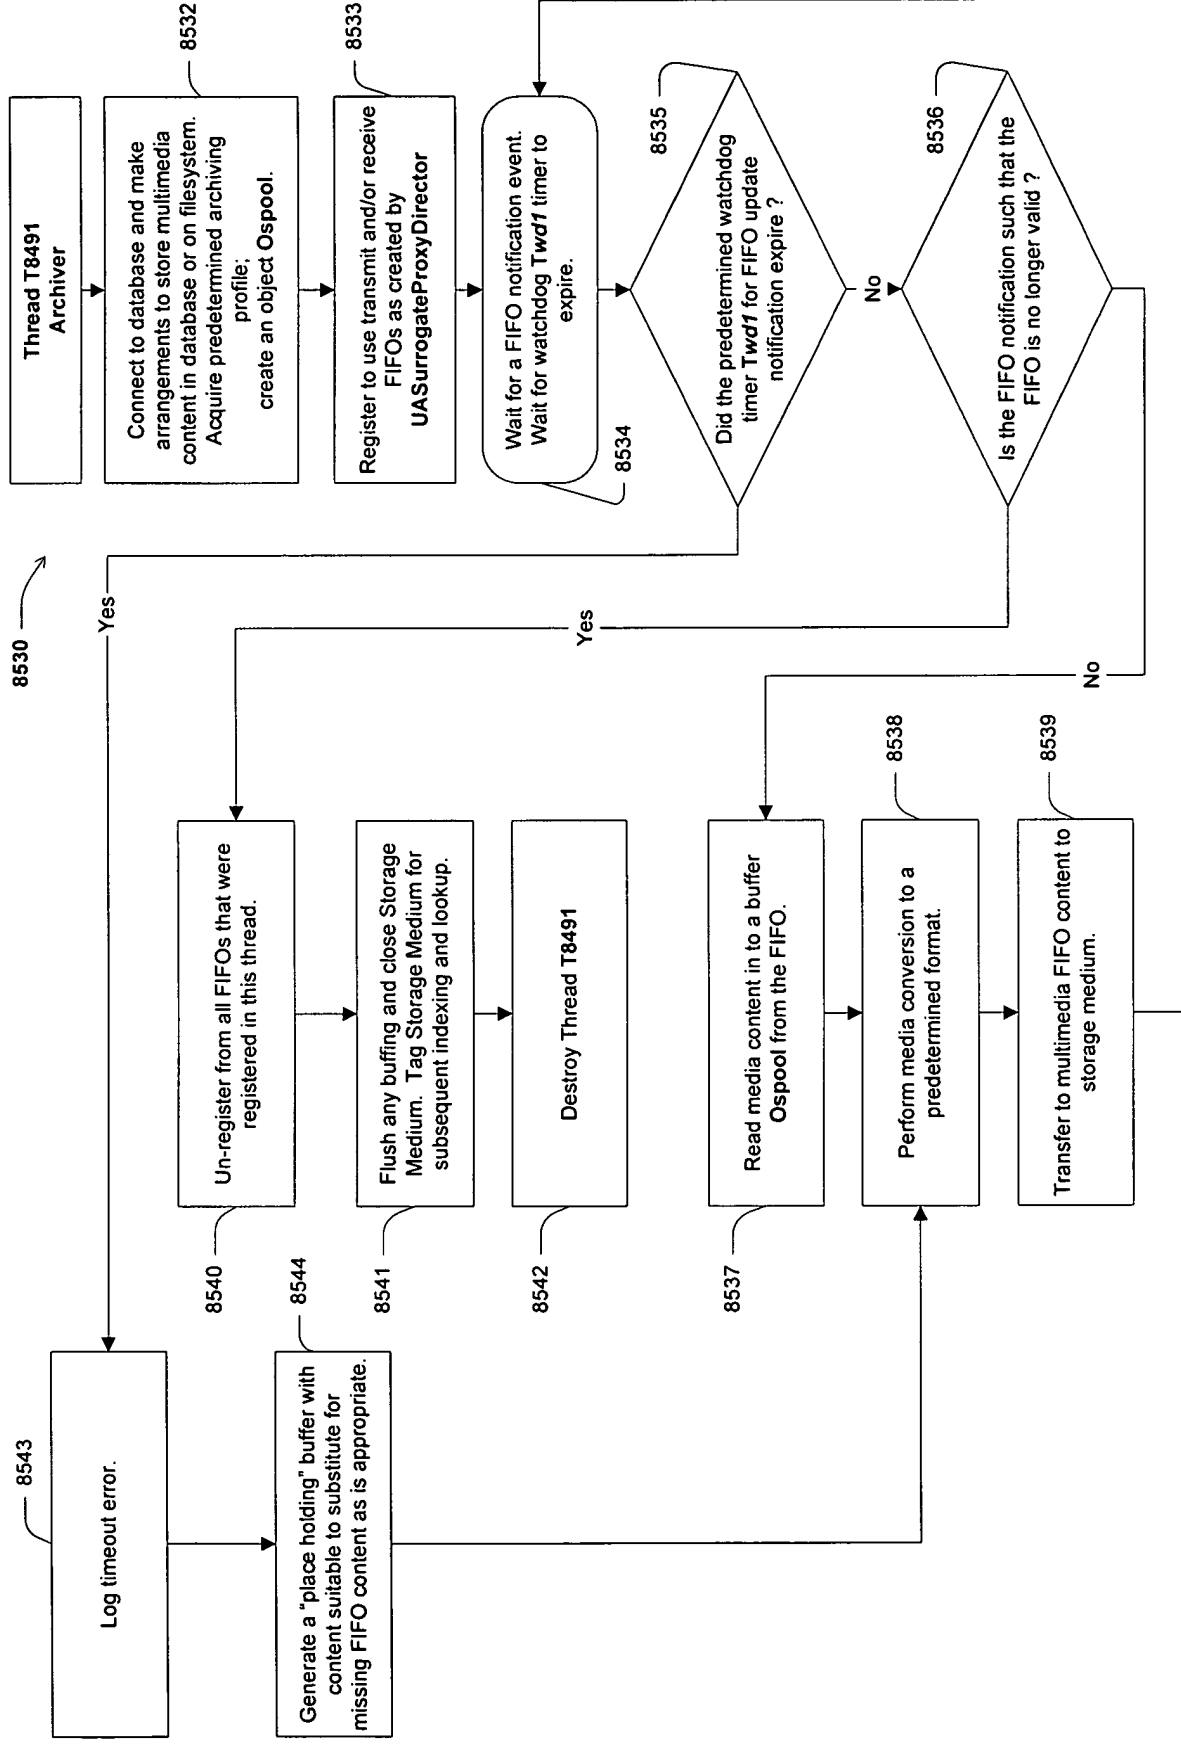 8530
Thread T8491
Archiver
8532
Connect to database and make
arrangements to store multimedia
content in database or on filesystem.
Acquire predetermined archiving
profile;
create an object Ospool.
8533
Register to use transmit and/or receive
FIFOs as created by
UASurrogateProxyDirector
Wait for a FIFO notification event.
Wait for watchdog Twd1 timer to
expire.
8534
8535
Did the predetermined watchdog
timer Twd1 for FIFO update
notification expire ?
Yes
No
8536
Is the FIFO notification such that the
FIFO is no longer valid ?
Yes
No
8540
Un-register from all FIFOs that were
registered in this thread.
8541
Flush any buffing and close Storage
Medium. Tag Storage Medium for
subsequent indexing and lookup.
8542
Destroy Thread T8491
8537
Read media content in to a buffer
Ospool from the FIFO.
8538
Perform media conversion to a
predetermined format.
8539
Transfer to multimedia FIFO content to
storage medium.
8543
Log timeout error.
8544
Generate a “place holding” buffer with
content suitable to substitute for
missing FIFO content as is appropriate.